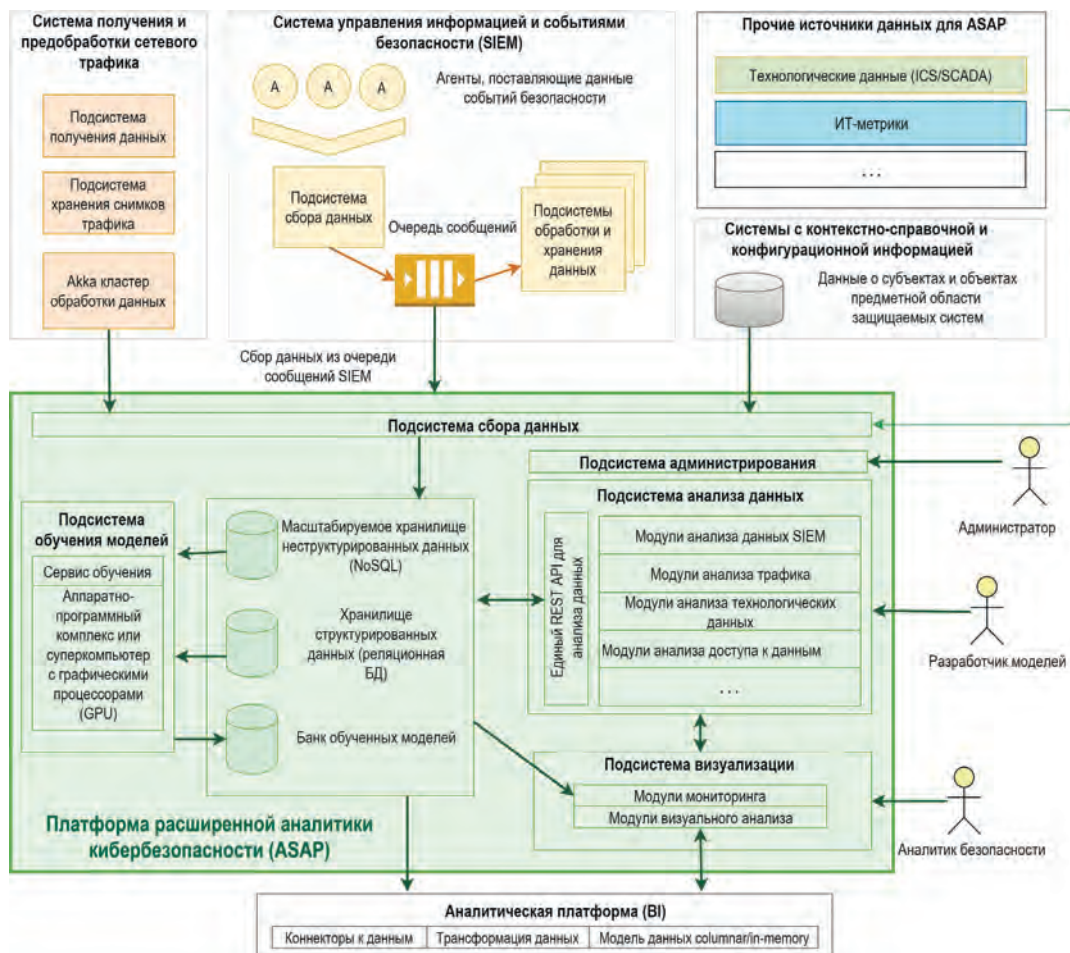 Система получения и
предобработки сетевого
трафика
Подсистема
получения данных
Подсистема
хранения снимков
трафика
Akka кластер
обработки данных
Система управления информацией и событиями
безопасности (SIEM)
А
А
А
Агенты, поставляющие данные
событий безопасности
Подсистема
сбора данных
Очередь сообщений
Подсистемы
обработки и
хранения
данных
Прочие источники данных для ASAP
Технологические данные (ICS/SCADA)
ИТ-метрики
. . .
Системы с контекстно-справочной и
конфигурационной информацией
Данные о субъектах и объектах
предметной области
защищаемых систем
Сбор данных из очереди
сообщений SIEM
Подсистема сбора данных
Подсистема администрирования
Подсистема
обучения моделей
Сервис обучения
Аппаратно-
программный
комплекс или
суперкомпьютер
с графическими
процессорами
(GPU)
Масштабируемое хранилище
неструктурированных данных
(NoSQL)
Хранилище
структурированных
данных (реляционная
БД)
Банк обученных моделей
Подсистема анализа данных
Единый REST API для
анализа данных
Модули анализа данных SIEM
Модули анализа трафика
Модули анализа технологических
данных
Модули анализа доступа к данным
. . .
Подсистема визуализации
Модули мониторинга
Модули визуального анализа
Администратор
Разработчик моделей
Аналитик безопасности
Платформа расширенной аналитики
кибербезопасности (ASAP)
Аналитическая платформа (BI)
Коннекторы к данным
Трансформация данных
Модель данных columnar/in-memory